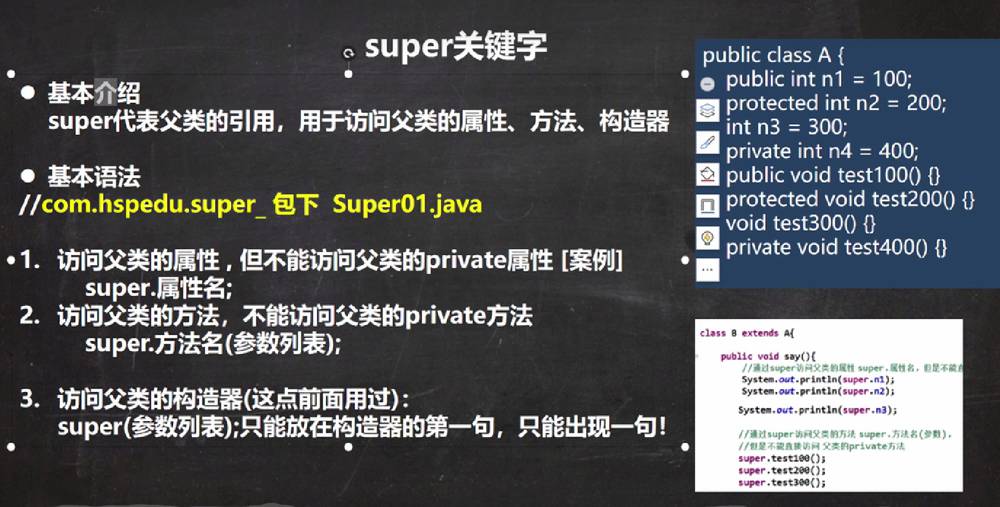 super关键字
● 基本介绍
super代表父类的引用，用于访问父类的属性、方法、构造器
● 基本语法
//com.hspedu.super_ 包下 Super01.java
1. 访问父类的属性 , 但不能访问父类的private属性 [案例]
super.属性名;
2. 访问父类的方法，不能访问父类的private方法
super.方法名(参数列表);
3. 访问父类的构造器(这点前面用过)：
super(参数列表);只能放在构造器的第一句，只能出现一句！
public class A {
public int n1 = 100;
protected int n2 = 200;
int n3 = 300;
private int n4 = 400;
public void test100() {}
protected void test200() {}
void test300() {}
private void test400() {}
class B extends A{
public void say(){
//通过super访问父类的属性 super.属性名，但是不能直
System.out.println(super.n1);
System.out.println(super.n2);
System.out.println(super.n3);
//通过super访问父类的方法 super.方法名(参数)，
//但是不能直接访问 父类的private方法
super.test100();
super.test200();
super.test300();